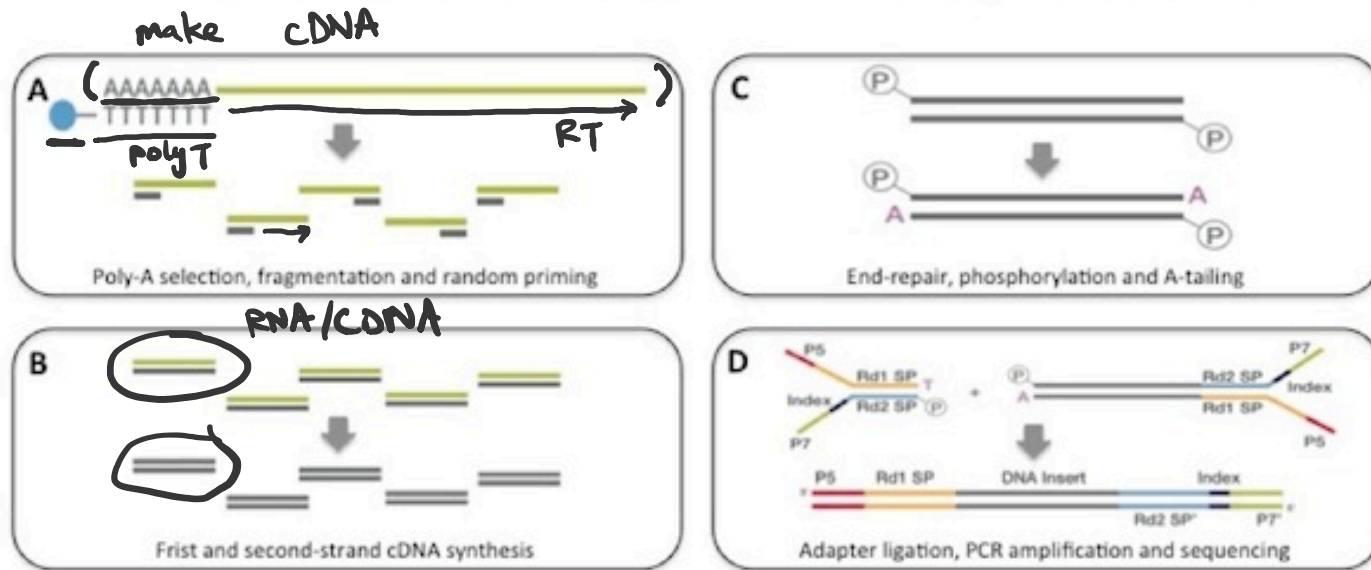 make cDNA
A
( AAAAAAA )
TTTTTTT
polyT
RT
Poly-A selection, fragmentation and random priming
RNA/cDNA
B
Frist and second-strand cDNA synthesis
C
P
P
P
A
A
P
End-repair, phosphorylation and A-tailing
D
P5
Rd1 SP T
Index Rd2 SP P
P7
+
P
A
P7
Rd2 SP
Index
Rd1 SP
P5
P5 Rd1 SP DNA Insert Index
Rd2 SP' P7'
Adapter ligation, PCR amplification and sequencing